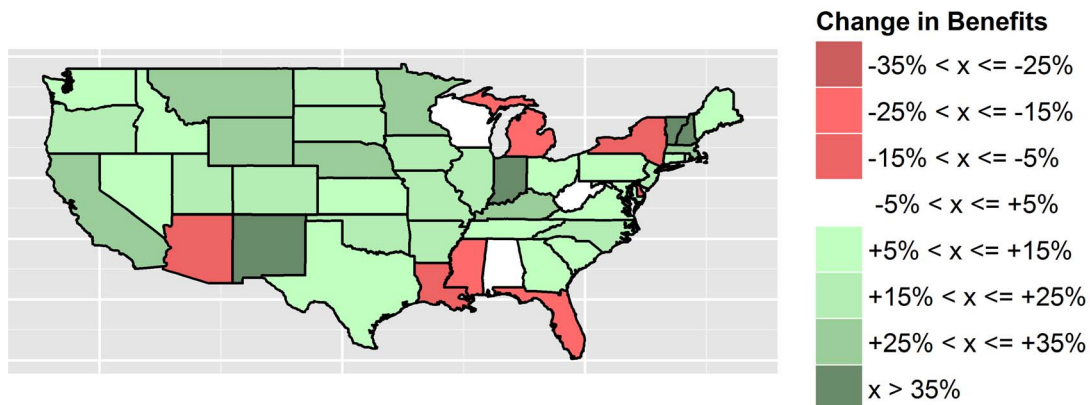 Change in Benefits
-35% < x <= -25%
-25% < x <= -15%
-15% < x <= -5%
-5% < x <= +5%
+5% < x <= +15%
+15% < x <= +25%
+25% < x <= +35%
x > 35%